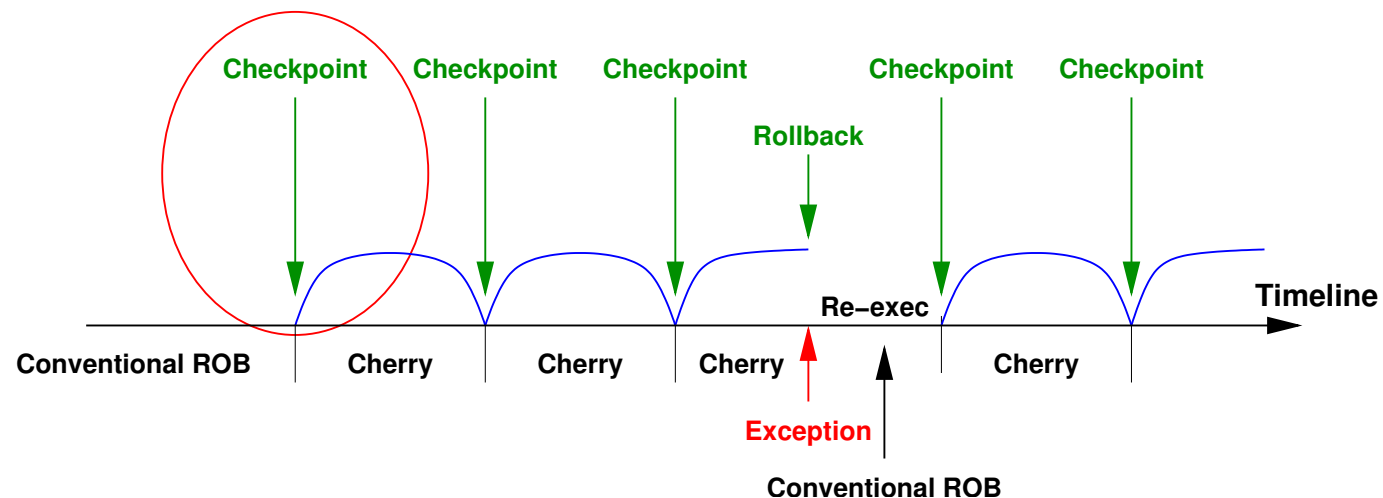 Checkpoint Checkpoint Checkpoint Checkpoint Checkpoint
Rollback
Re−exec Timeline
Conventional ROB Cherry Cherry Cherry Cherry
Exception
Conventional ROB